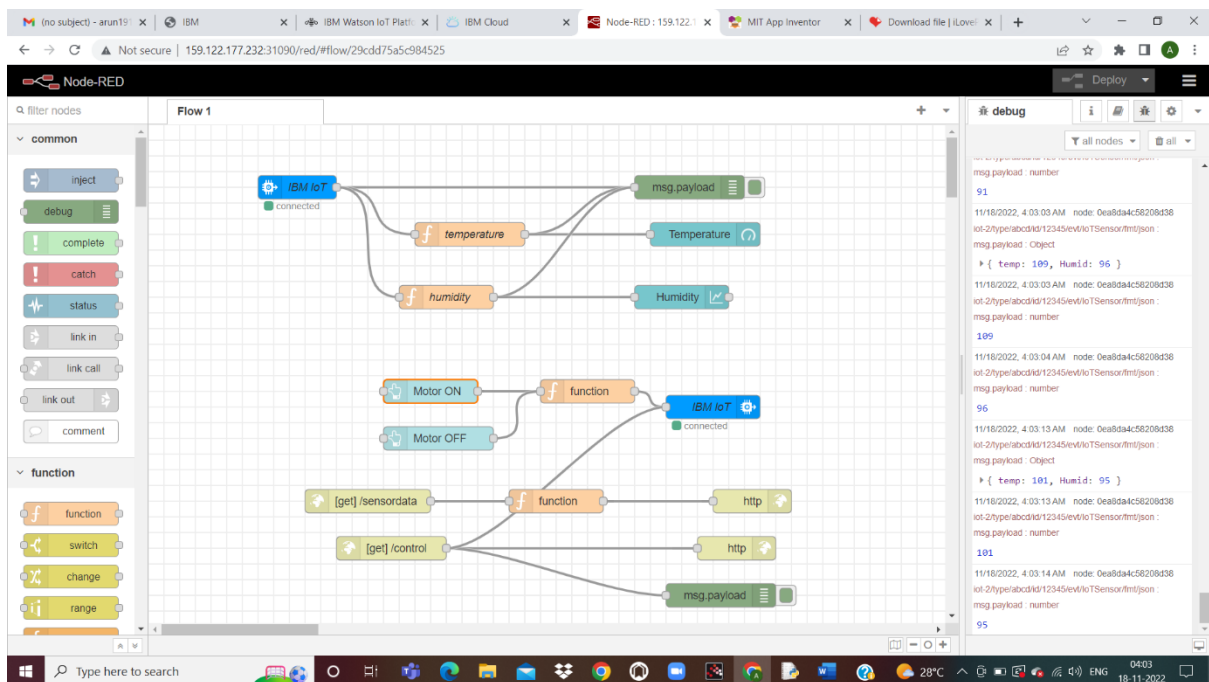 (no subject) - arun191
IBM
IBM Watson IoT Platfo
IBM Cloud
Node-RED : 159.122.1
MIT App Inventor
Download file | iLoveP
Not secure | 159.122.177.232:31090/red/#flow/29cdd75a5c984525
A
Node-RED
Deploy
filter nodes
Flow 1
debug
i
all nodes
all
common
inject
debug
complete
catch
status
link in
link call
link out
comment
function
function
switch
change
range
IBM IoT
connected
msg.payload
temperature
Temperature
humidity
Humidity
Motor ON
function
IBM IoT
connected
Motor OFF
[get] /sensordata
function
http
[get] /control
http
msg.payload
msg.payload : number
91
11/18/2022, 4:03:03 AM node: 0ea8da4c58208d38
iot-2/type/abcd/id/12345/evt/IoTSensor/fmt/json :
msg.payload : Object
{ temp: 109, Humid: 96 }
11/18/2022, 4:03:03 AM node: 0ea8da4c58208d38
iot-2/type/abcd/id/12345/evt/IoTSensor/fmt/json :
msg.payload : number
109
11/18/2022, 4:03:04 AM node: 0ea8da4c58208d38
iot-2/type/abcd/id/12345/evt/IoTSensor/fmt/json :
msg.payload : number
96
11/18/2022, 4:03:13 AM node: 0ea8da4c58208d38
iot-2/type/abcd/id/12345/evt/IoTSensor/fmt/json :
msg.payload : Object
{ temp: 101, Humid: 95 }
11/18/2022, 4:03:13 AM node: 0ea8da4c58208d38
iot-2/type/abcd/id/12345/evt/IoTSensor/fmt/json :
msg.payload : number
101
11/18/2022, 4:03:14 AM node: 0ea8da4c58208d38
iot-2/type/abcd/id/12345/evt/IoTSensor/fmt/json :
msg.payload : number
95
Type here to search
28°C
ENG
04:03
18-11-2022